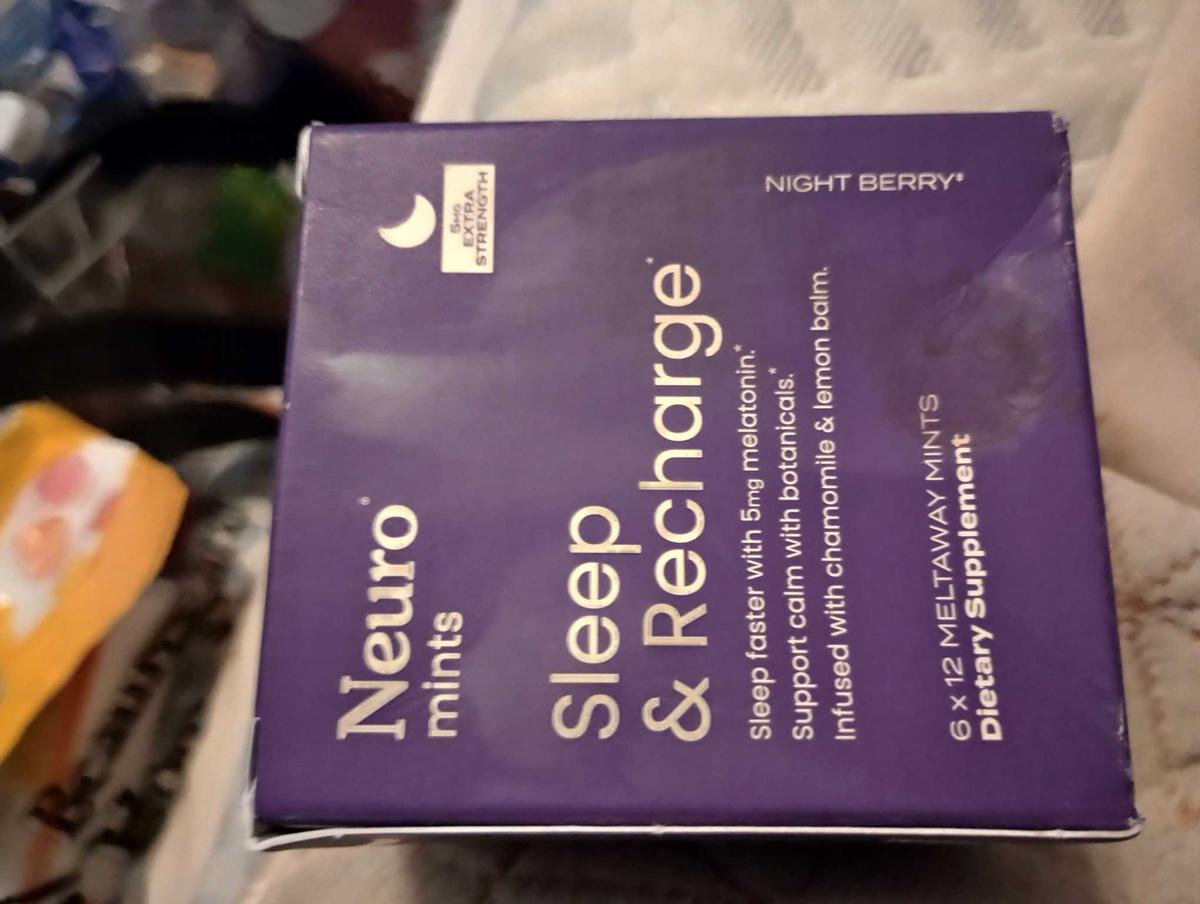 Neuro®
mints
5MG
EXTRA
STRENGTH
Sleep
& Recharge*
Sleep faster with 5mg melatonin.*
Support calm with botanicals.*
Infused with chamomile & lemon balm.
6 x 12 MELTAWAY MINTS
Dietary Supplement
NIGHT BERRY‡